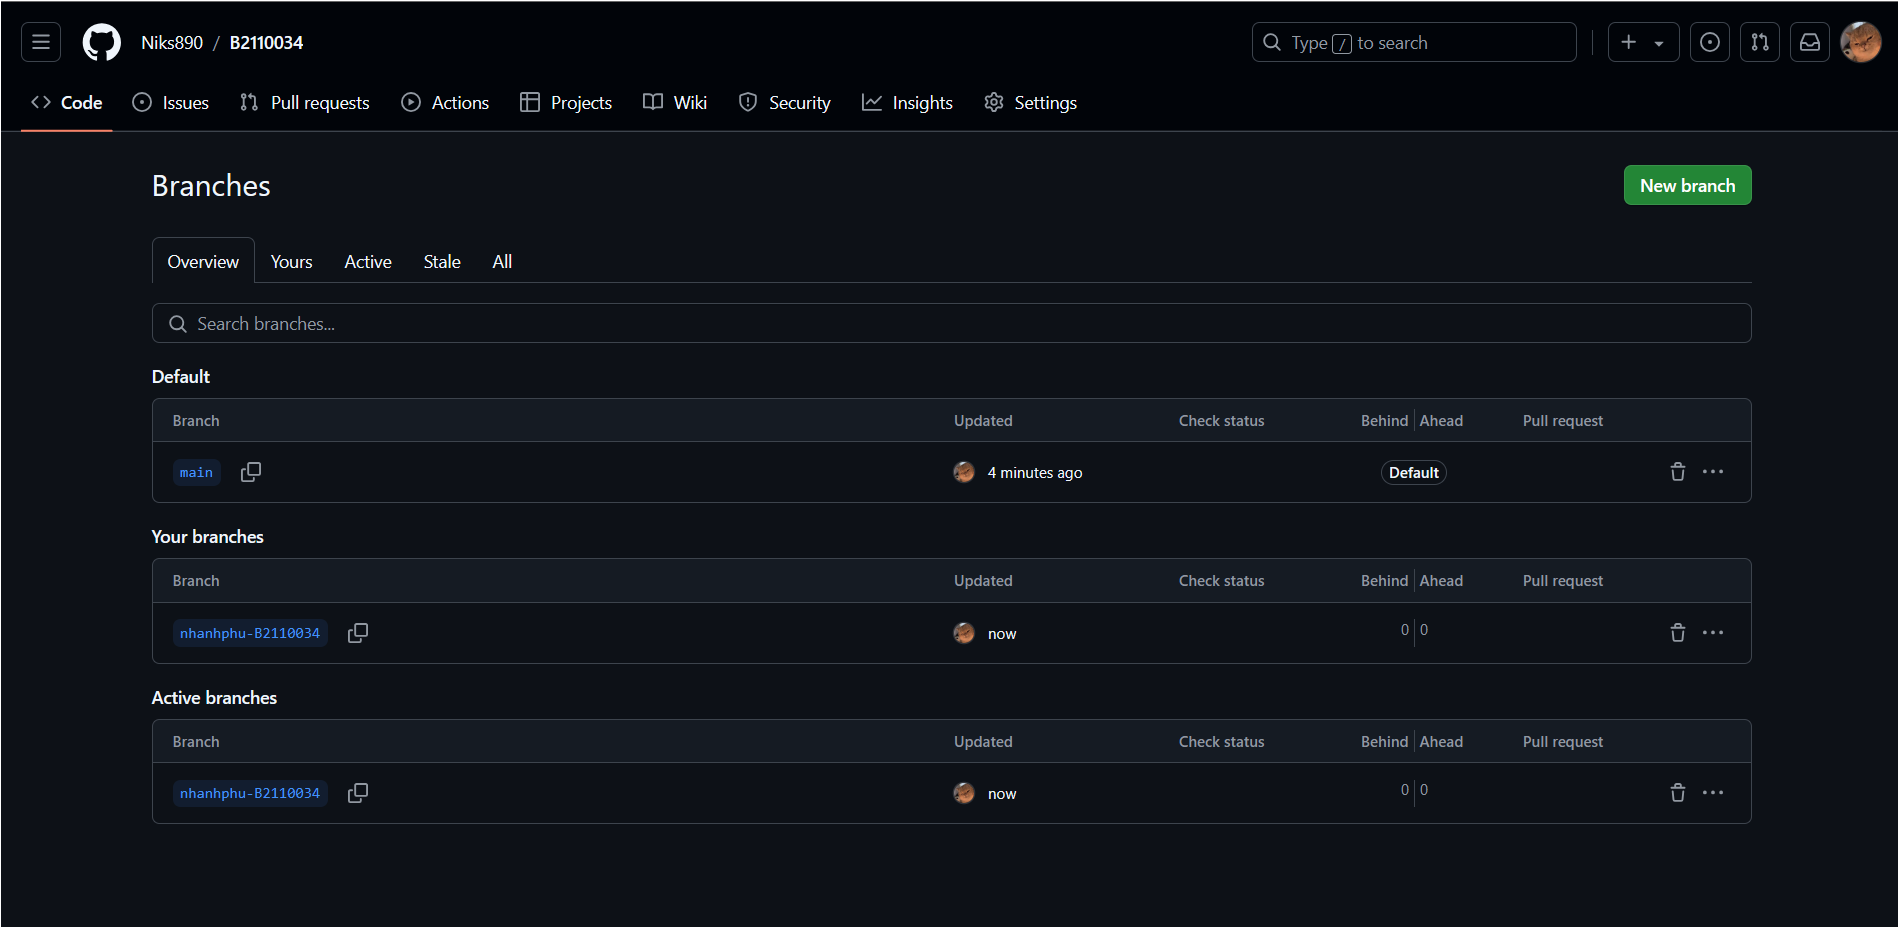 Niks890 / B2110034
Type / to search
Code Issues Pull requests Actions Projects Wiki Security Insights Settings
Branches
New branch
Overview Yours Active Stale All
Search branches...
Default
Branch Updated Check status Behind Ahead Pull request
main 4 minutes ago Default
Your branches
Branch Updated Check status Behind Ahead Pull request
nhanhphu-B2110034 now 0 0
Active branches
Branch Updated Check status Behind Ahead Pull request
nhanhphu-B2110034 now 0 0